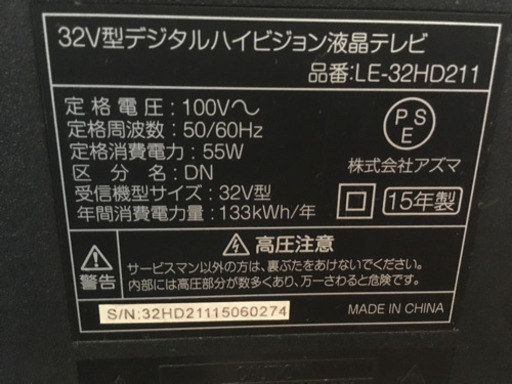 32V型デジタルハイビジョン液晶テレビ
品番:LE-32HD211
定格電圧:100V〜
定格周波数:50/60Hz
定格消費電力:55W
区分名:DN
受信機型サイズ:32V型
年間消費電力量:133kWh/年
PSE
株式会社アズマ
15年製
警告
高圧注意
サービスマン以外の方は、裏ぶたをあけないでください。
内部には高圧部分が数多くあり、万一さわると危険です。
S/N:32HD21115060274
MADE IN CHINA